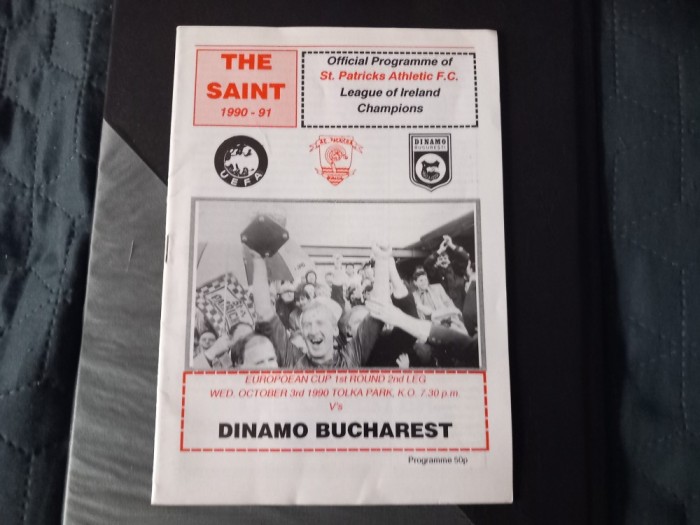 THE
SAINT
1990 - 91
Official Programme of
St. Patricks Athletic F.C.
League of Ireland
Champions
UEFA
DINAMO
BUCURESTI
EUROPOEAN CUP 1st ROUND 2nd LEG
WED. OCTOBER 3rd 1990 TOLKA PARK, K.O. 7.30 p.m.
V's
DINAMO BUCHAREST
Programme 50p